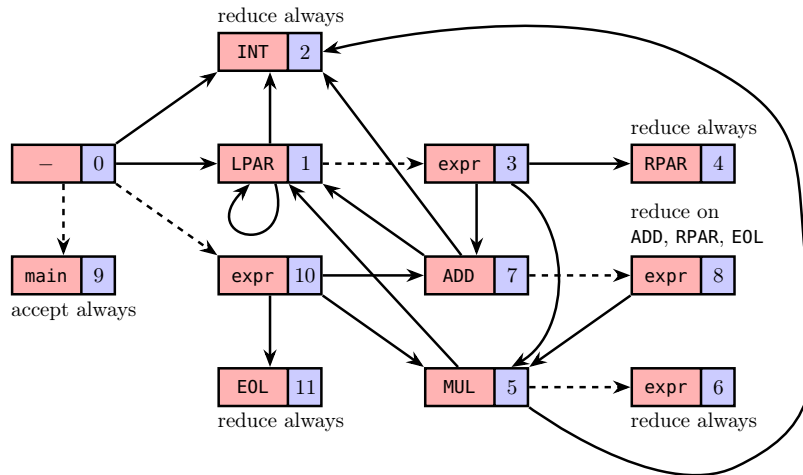 reduce always
INT 2
− 0
LPAR 1
expr 3
reduce always
RPAR 4
main 9
accept always
expr 10
ADD 7
reduce on
ADD, RPAR, EOL
expr 8
EOL 11
reduce always
MUL 5
expr 6
reduce always